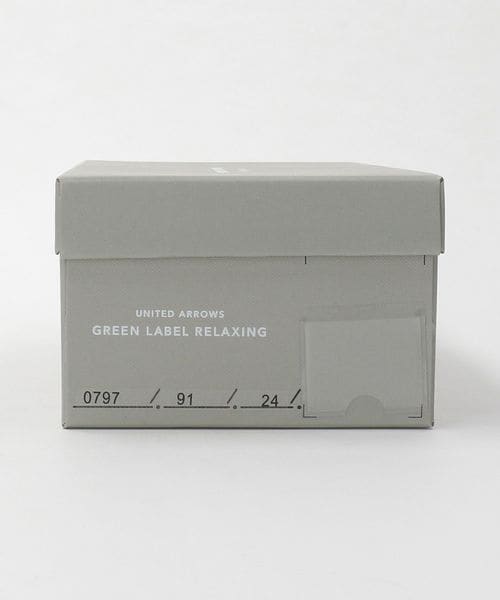 UNITED ARROWS
GREEN LABEL RELAXING
0797 /. 91 /. 24 /.